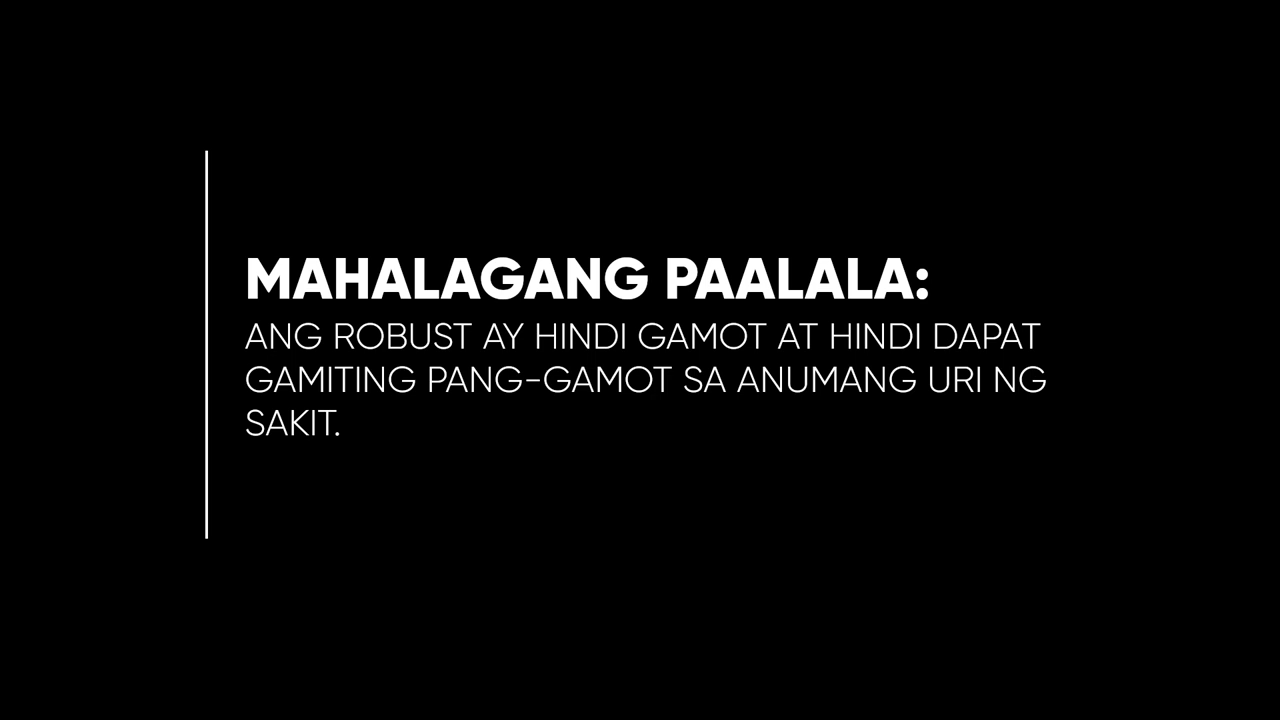 MAHALAGANG PAALALA:
ANG ROBUST AY HINDI GAMOT AT HINDI DAPAT
GAMITING PANG-GAMOT SA ANUMANG URI NG
SAKIT.